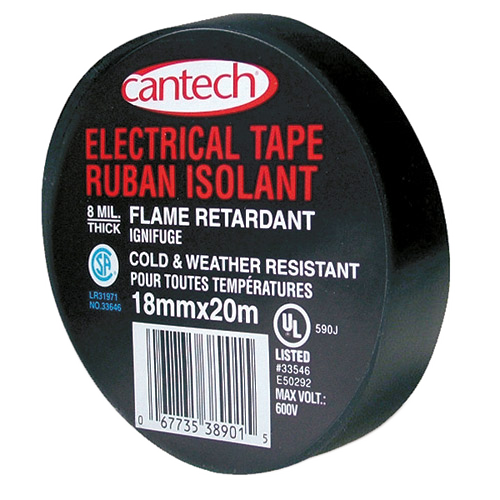 cantech®
ELECTRICAL TAPE
RUBAN ISOLANT
8 MIL.
THICK
FLAME RETARDANT
IGNIFUGE
COLD & WEATHER RESISTANT
POUR TOUTES TEMPÉRATURES
SA
LR31971
NO.33646
18mmx20m
UL
590J
LISTED
#33546
E50292
MAX VOLT.:
600V
0 67735 38901 5